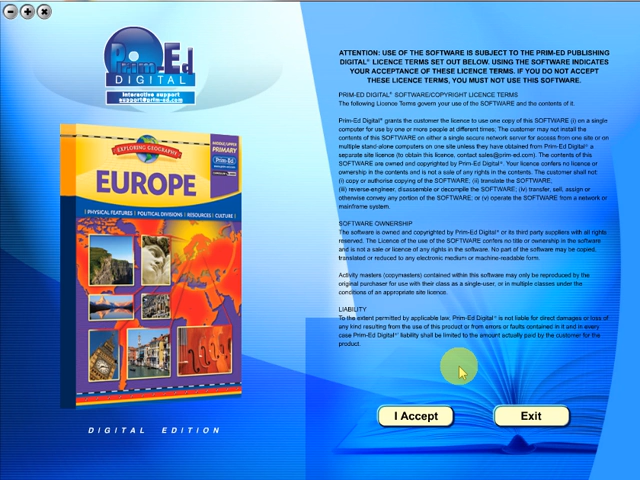 Prim-Ed
DIGITAL
interactive support
support@prim-ed.com
EXPLORING GEOGRAPHY
MIDDLE/UPPER
PRIMARY
Prim-Ed
EUROPE
| PHYSICAL FEATURES | POLITICAL DIVISIONS | RESOURCES | CULTURE |
DIGITAL EDITION
ATTENTION: USE OF THE SOFTWARE IS SUBJECT TO THE PRIM-ED PUBLISHING
DIGITAL® LICENCE TERMS SET OUT BELOW. USING THE SOFTWARE INDICATES
YOUR ACCEPTANCE OF THESE LICENCE TERMS. IF YOU DO NOT ACCEPT
THESE LICENCE TERMS, YOU MUST NOT USE THIS SOFTWARE.
PRIM-ED DIGITAL® SOFTWARE/COPYRIGHT LICENCE TERMS
The following Licence Terms govern your use of the SOFTWARE and the contents of it.
Prim-Ed Digital® grants the customer the licence to use one copy of this SOFTWARE (i) on a single
computer for use by one or more people at different times; The customer may not install the
contents of this SOFTWARE on either a single secure network server for access from one site or on
multiple stand alone computers on one site unless they have obtained from Prim-Ed Digital® a
separate site licence (to obtain this licence, contact sales@prim-ed.com). The contents of this
SOFTWARE are owned and copyrighted by Prim-Ed Digital®. Your licence confers no licence or
ownership in the contents and is not a sale of any rights in the contents. The customer shall not:
(i) copy or authorise copying of the SOFTWARE; (ii) translate the SOFTWARE;
(iii) reverse-engineer, disassemble or decompile the SOFTWARE; (iv) transfer, sell, assign or
otherwise convey any portion of the SOFTWARE; or (v) operate the SOFTWARE from a network or
mainframe system.
SOFTWARE OWNERSHIP
The software is owned and copyrighted by Prim-Ed Digital® or its third party suppliers with all rights
reserved. The Licence of the use of the SOFTWARE confers no title or ownership in the software
and is not a sale or licence of any rights in the software. No part of the software may be copied,
translated or reduced to any electronic medium or machine-readable form.
Activity masters (copymasters) contained within this software may only be reproduced by the
original purchaser for use with their class as a single-user, or in multiple classes under the
conditions of an appropriate site licence.
LIABILITY
To the extent permitted by applicable law, Prim-Ed Digital® is not liable for direct damages or loss of
any kind resulting from the use of this product or from errors or faults contained in it and in every
case Prim-Ed Digital®' liability shall be limited to the amount actually paid by the customer for the
product.
I Accept
Exit